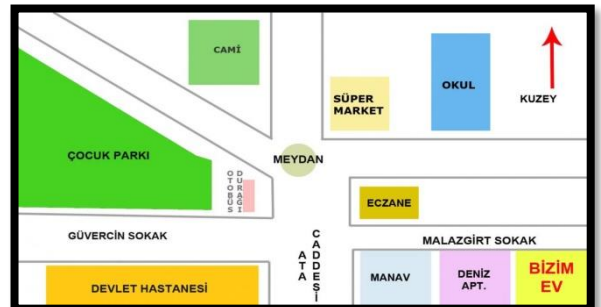 CAMİ
SÜPER
MARKET
OKUL
KUZEY
ÇOCUK PARKI
OTOBÜS
DURAĞI
MEYDAN
ECZANE
GÜVERCİN SOKAK
ATA
CADDESİ
MALAZGİRT SOKAK
DEVLET HASTANESİ
MANAV
DENİZ
APT.
BİZİM
EV